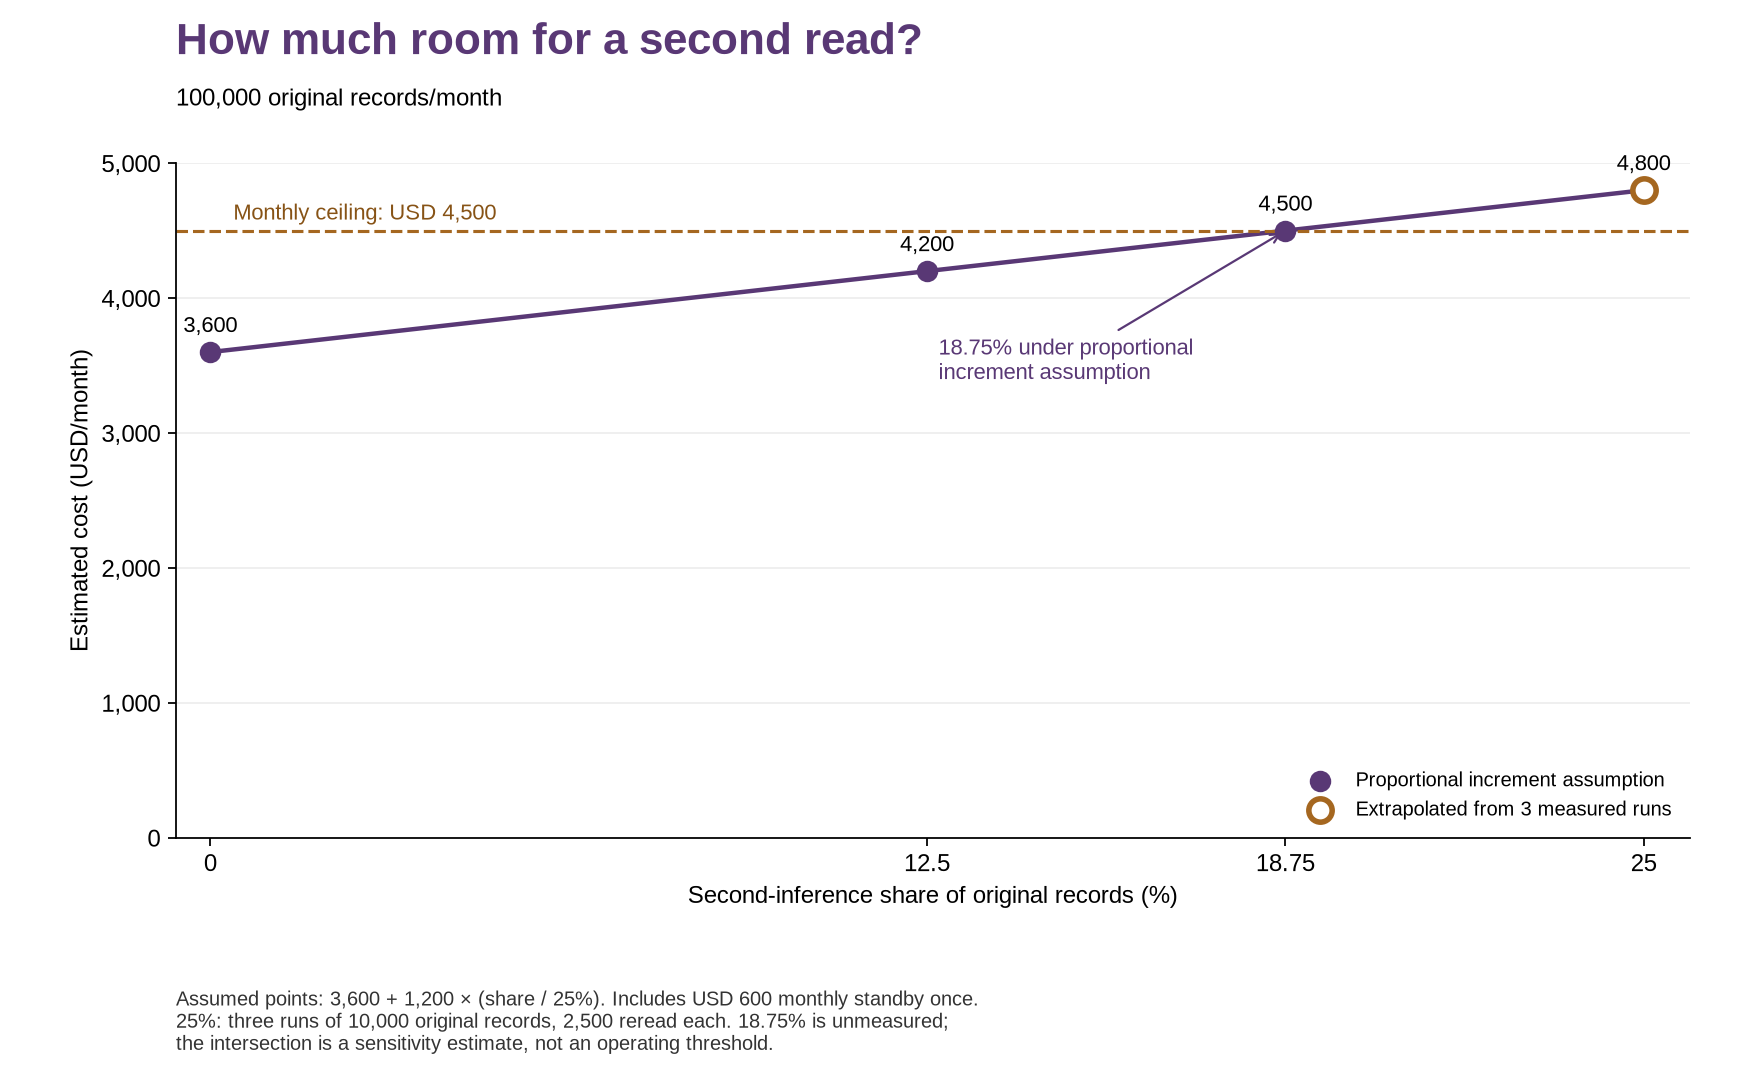 How much room for a second read?
100,000 original records/month
5,000
4,000
3,000
2,000
1,000
0
Estimated cost (USD/month)
Monthly ceiling: USD 4,500
3,600
4,200
4,500
4,800
18.75% under proportional
increment assumption
Proportional increment assumption
Extrapolated from 3 measured runs
0
12.5
18.75
25
Second-inference share of original records (%)
Assumed points: 3,600 + 1,200 × (share / 25%). Includes USD 600 monthly standby once.
25%: three runs of 10,000 original records, 2,500 reread each. 18.75% is unmeasured;
the intersection is a sensitivity estimate, not an operating threshold.